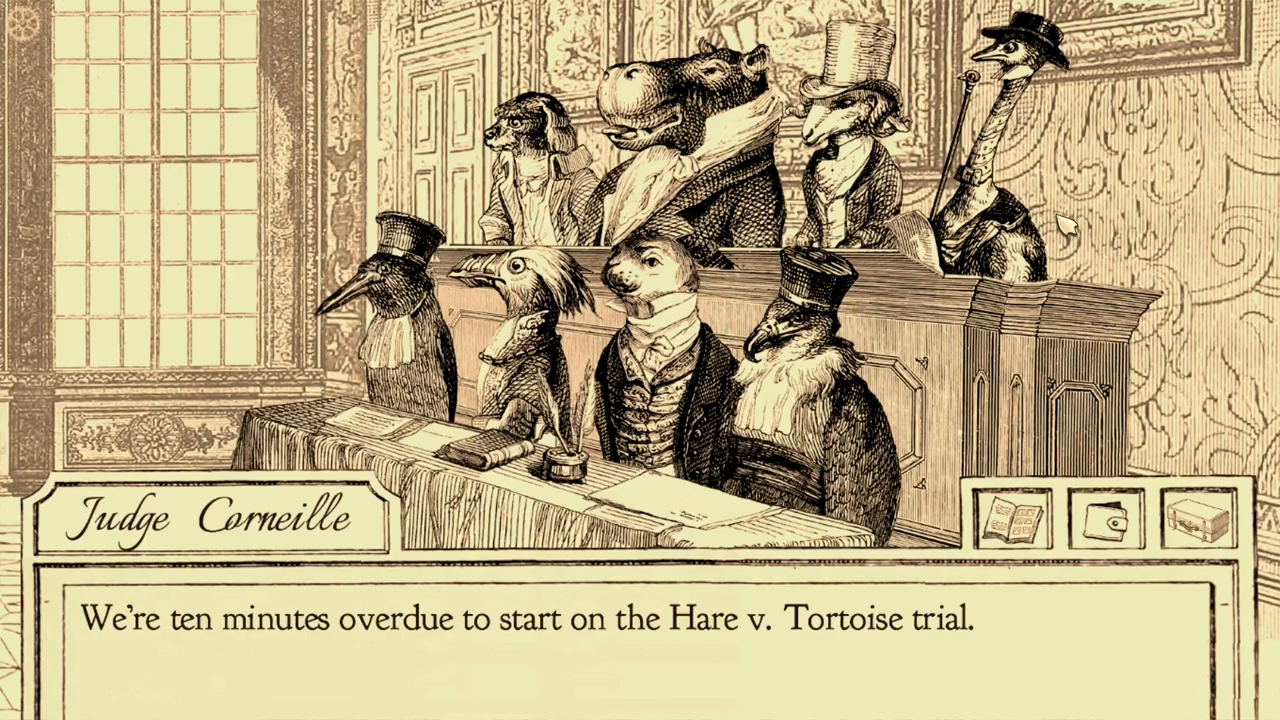 Judge Corneille
We're ten minutes overdue to start on the Hare v. Tortoise trial.